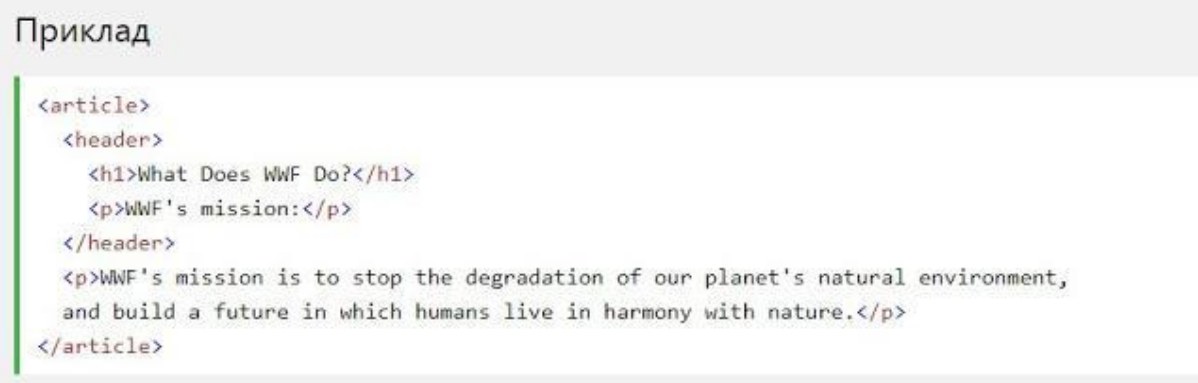 Приклад
<article>
<header>
<h1>What Does WWF Do?</h1>
<p>WWF's mission:</p>
</header>
<p>WWF's mission is to stop the degradation of our planet's natural environment,
and build a future in which humans live in harmony with nature.</p>
</article>